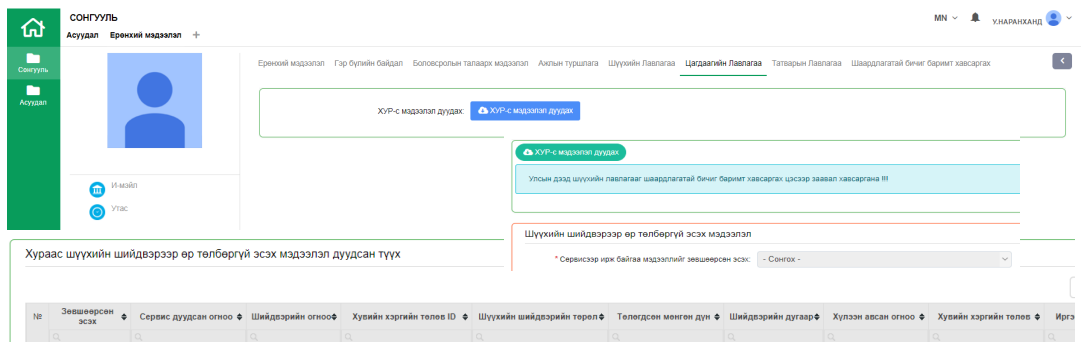 СОНГУУЛЬ
MN
У.НАРАНХАНД
Асуудал Ерөнхий мэдээлэл +
Сонгууль
Асуудал
Ерөнхий мэдээлэл Гэр бүлийн байдал Боловсролын талаарх мэдээлэл Ажлын туршлага Шүүхийн Лавлагаа Цагдаагийн Лавлагаа Татварын Лавлагаа Шаардлагатай бичиг баримт хавсаргах
ХУР-с мэдээлэл дуудах: ХУР-с мэдээлэл дуудах
ХУР-с мэдээлэл дуудах
Улсын дээд шүүхийн лавлагааг шаардлагатай бичиг баримт хавсаргах цэсээр заавал хавсаргана !!!
И-мэйл
Утас
Шүүхийн шийдвэрээр өр төлбөргүй эсэх мэдээлэл
* Сервисээр ирж байгаа мэдээллийг зөвшөөрсөн эсэх: - Сонгох -
Хураас шүүхийн шийдвэрээр өр төлбөргүй эсэх мэдээлэл дуудсан түүх
№ Зөвшөөрсөн эсэх Сервис дуудсан огноо Шийдвэрийн огноо Хувийн хэргийн төлөв ID Шүүхийн шийдвэрийн төрөл Төлөгдсөн мөнгөн дүн Шийдвэрийн дугаар Хүлээн авсан огноо Хувийн хэргийн төлөв Иргэ